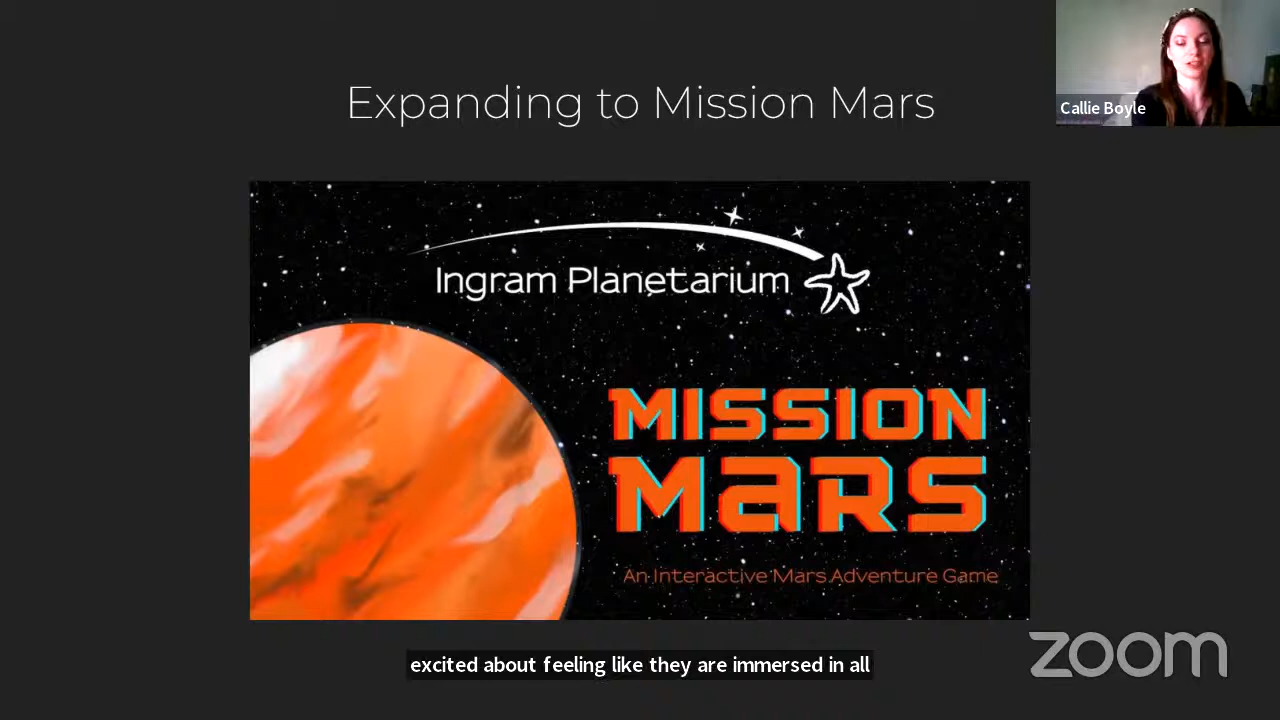 Expanding to Mission Mars
Callie Boyle
Ingram Planetarium
MISSION
MaRS
An Interactive Mars Adventure Game
excited about feeling like they are immersed in all
zoom